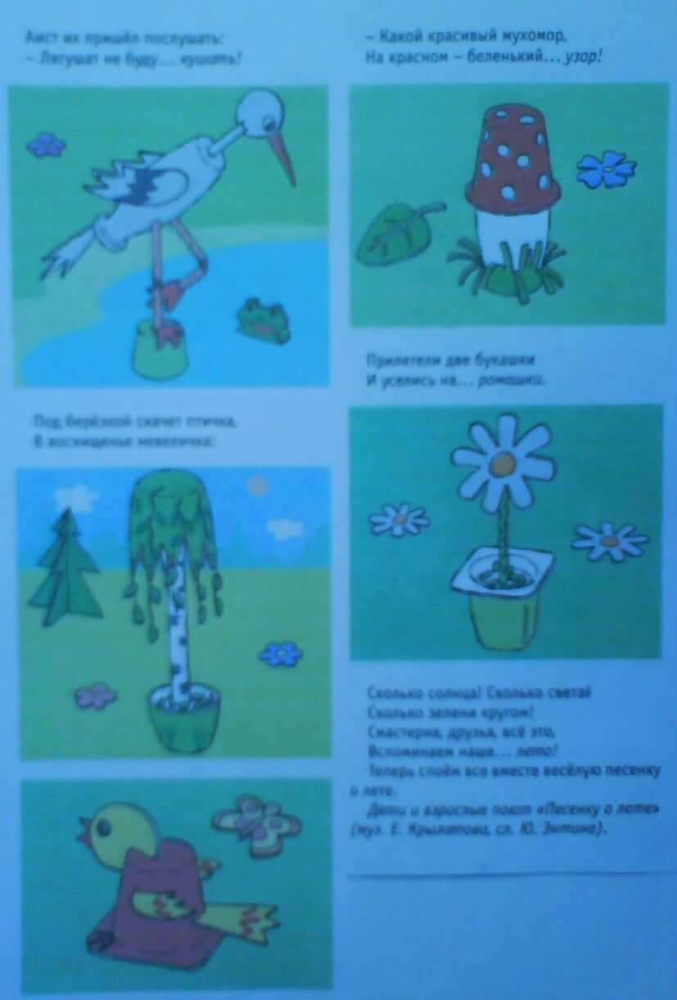 Аист их пришёл послушать:
– Лягушат не буду... кушать!
Под берёзкой скачет птичка,
В восхищенье невеличка:
– Какой красивый мухомор,
На красном – беленький... узор!
Прилетели две букашки
И уселись на... ромашки.
Сколько солнца! Сколько света!
Сколько зелени кругом!
Смастерив, друзья, всё это,
Вспоминаем наше... лето!
Теперь споём все вместе весёлую песенку
о лете.
Дети и взрослые поют «Песенку о лете»
(муз. Е. Крылатова, сл. Ю. Энтина).